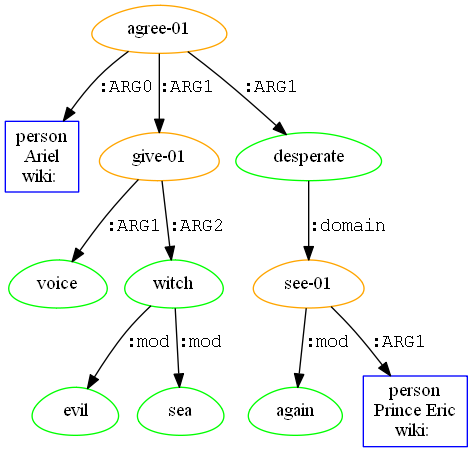 agree-01
:ARG0 :ARG1 :ARG1
person
Ariel
wiki:
give-01
desperate
:ARG1 :ARG2 :domain
voice witch see-01
:mod :mod :mod :ARG1
evil sea again
person
Prince Eric
wiki: